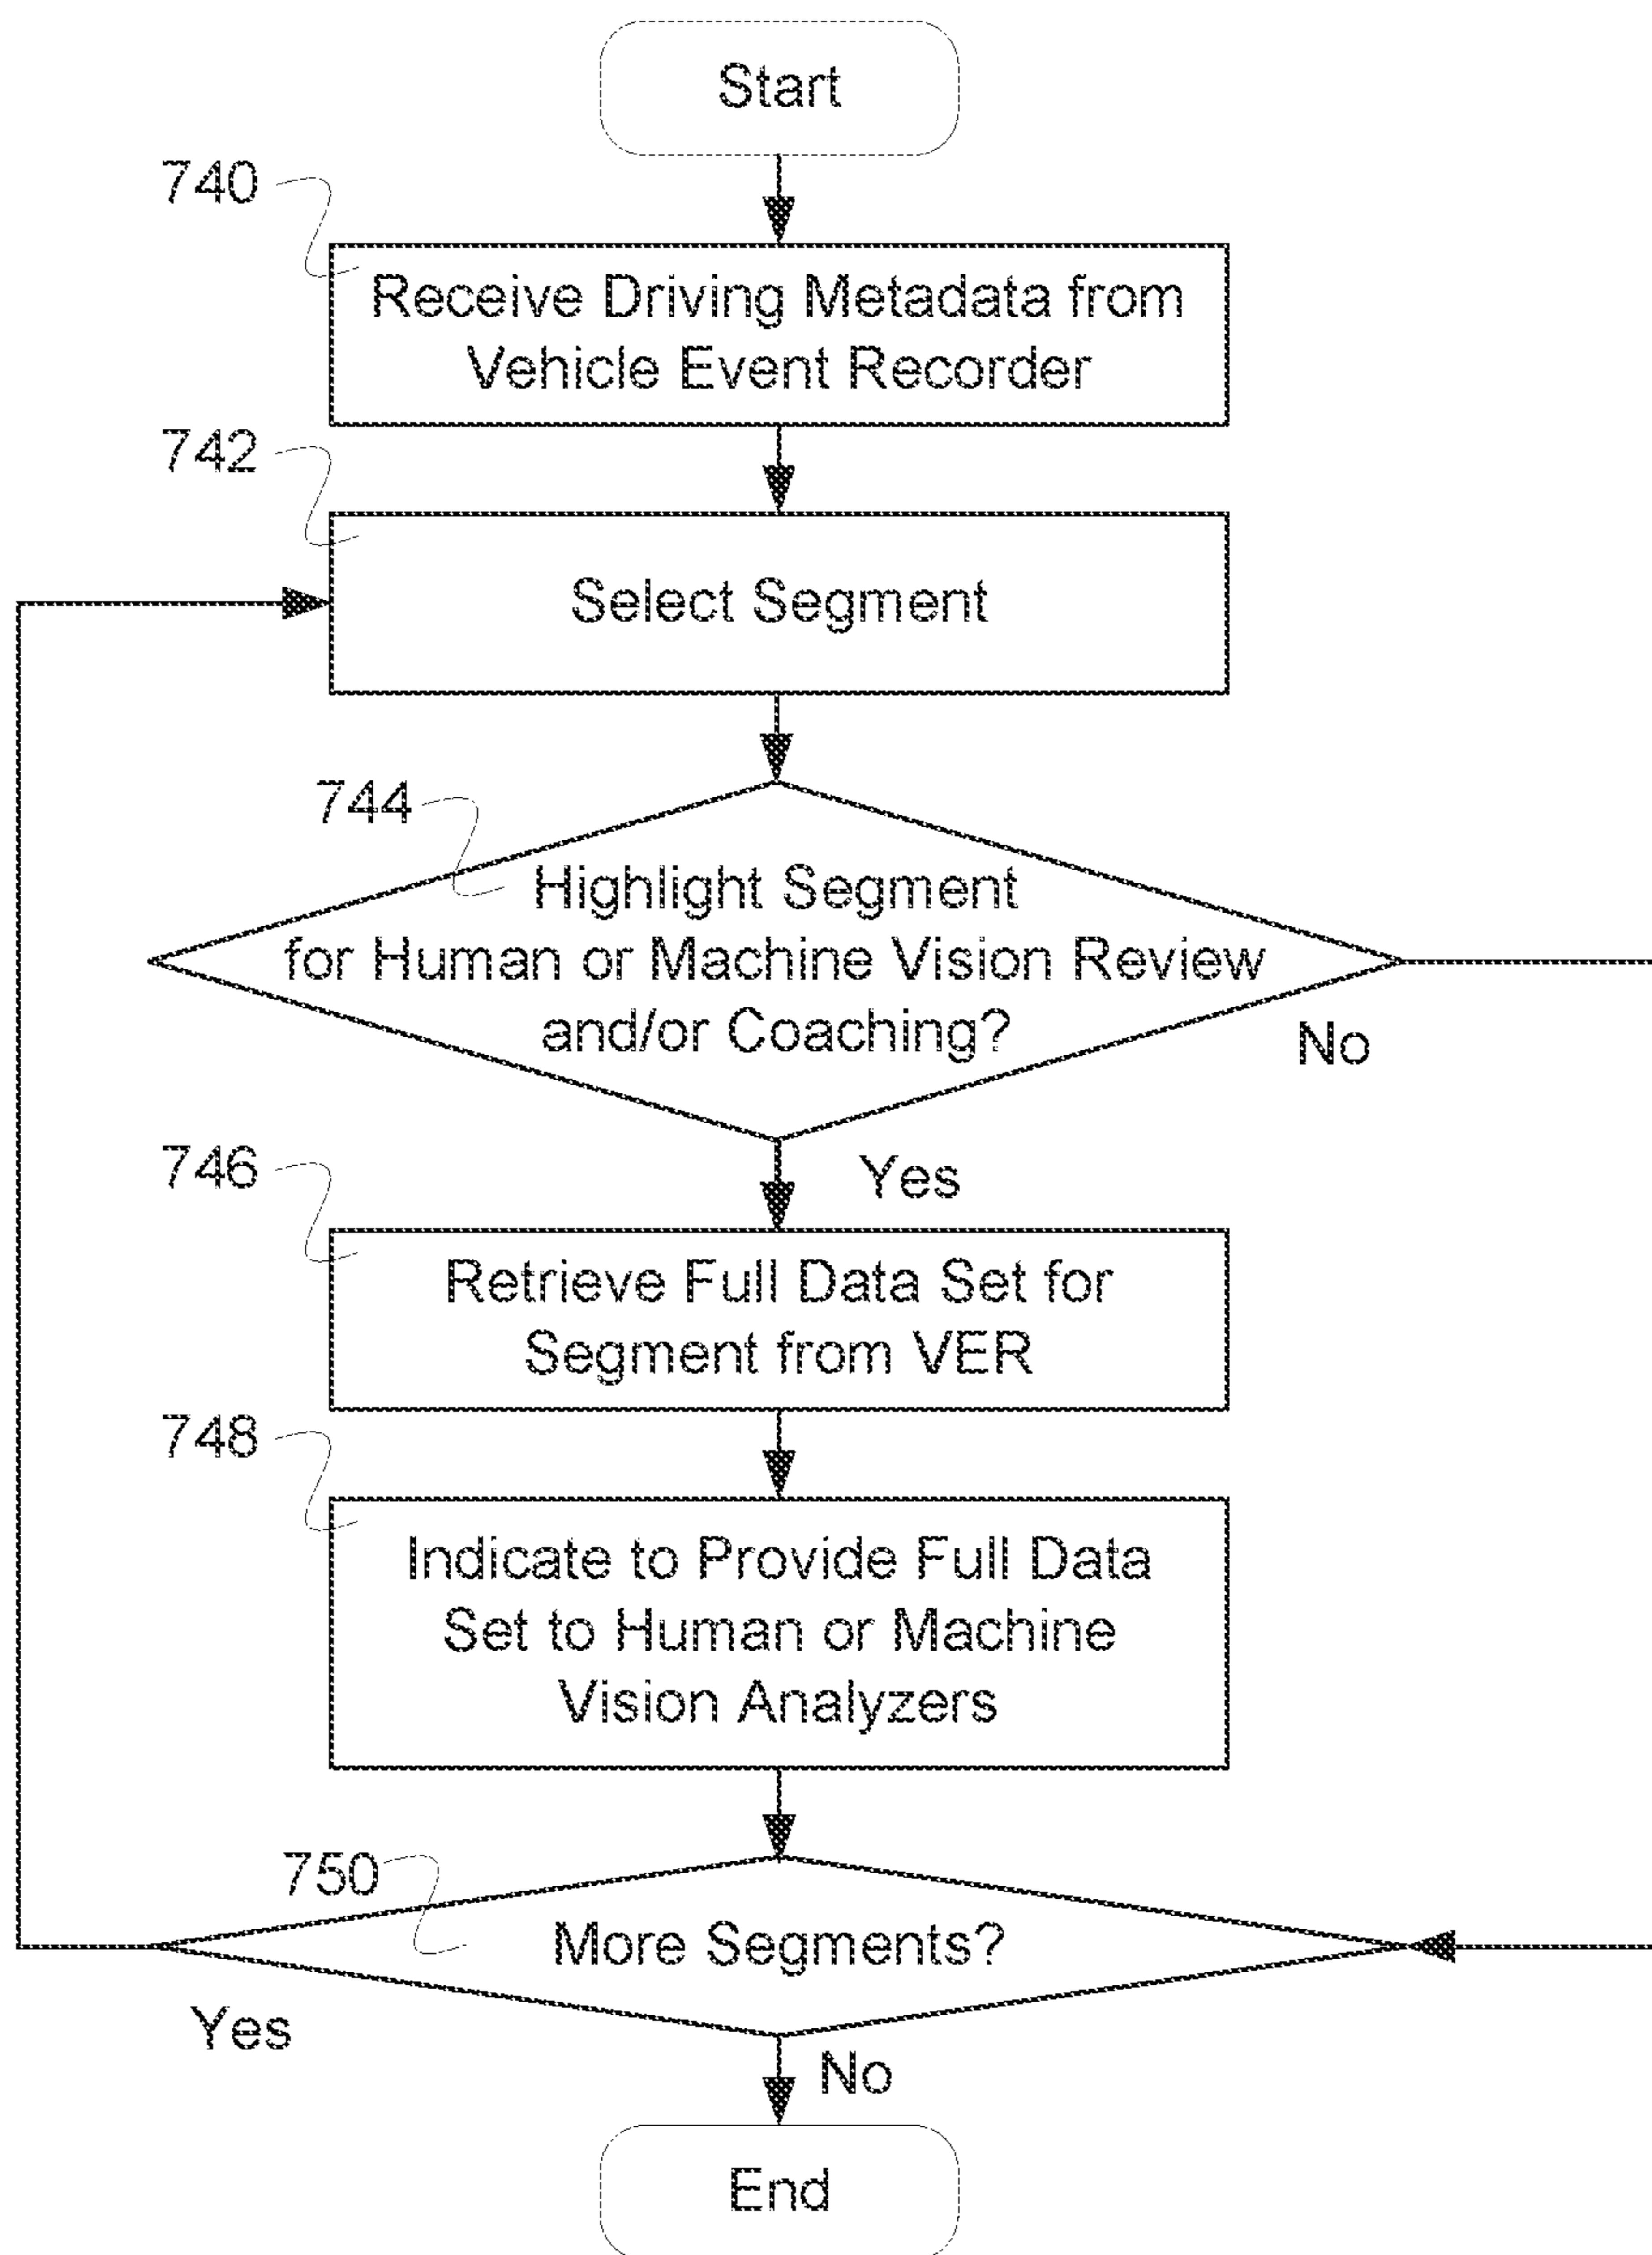 Start
740
Receive Driving Metadata from
Vehicle Event Recorder
742
Select Segment
744
Highlight Segment
for Human or Machine Vision Review
and/or Coaching?
No
746
Yes
Retrieve Full Data Set for
Segment from VER
748
Indicate to Provide Full Data
Set to Human or Machine
Vision Analyzers
750
More Segments?
Yes
No
End